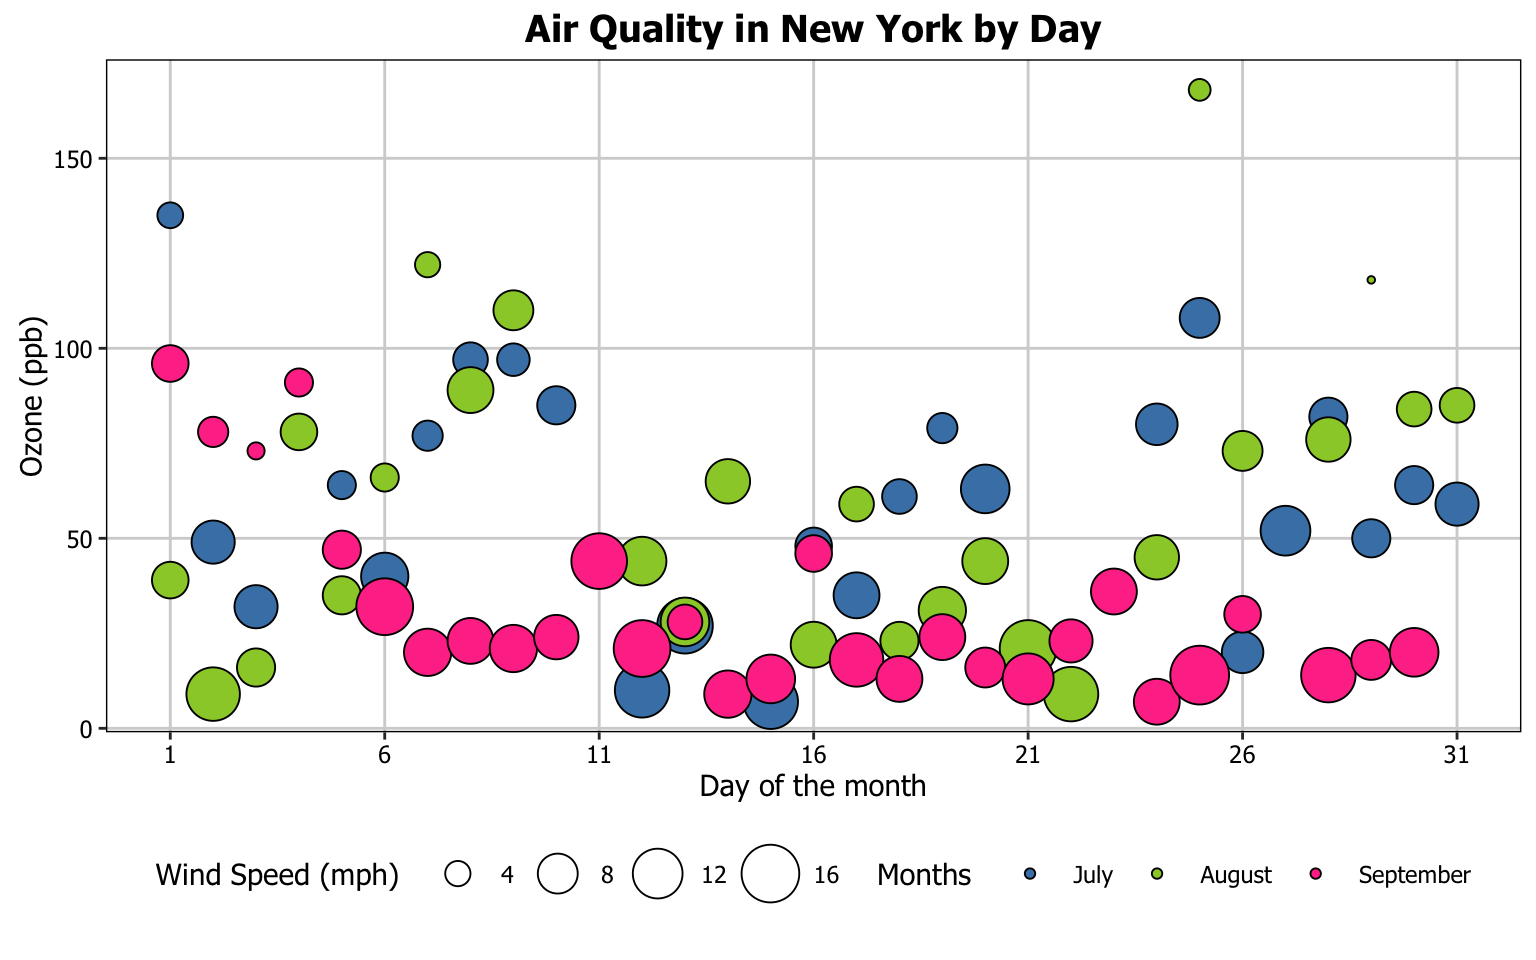 Air Quality in New York by Day
Ozone (ppb)
150
100
50
0
1 6 11 16 21 26 31
Day of the month
Wind Speed (mph) 4 8 12 16 Months July August September